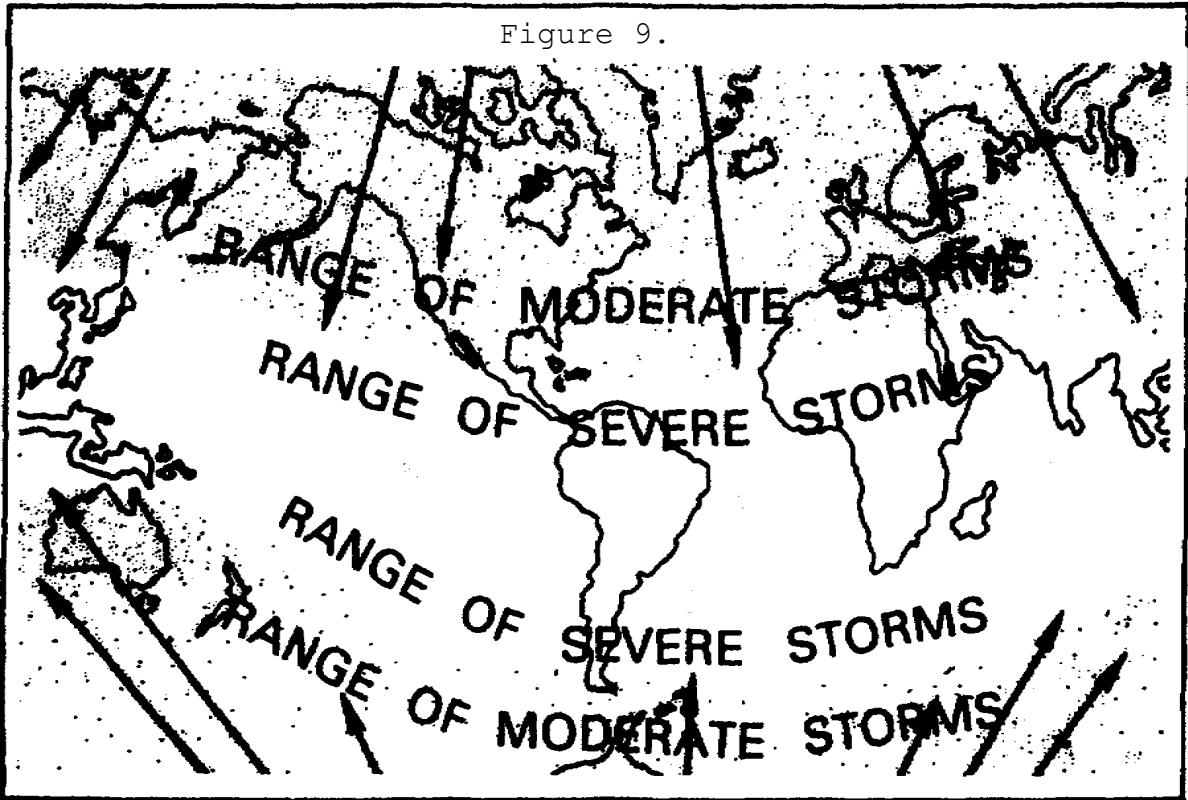 Figure 9.
RANGE OF MODERATE STORMS
RANGE OF SEVERE STORMS
RANGE OF SEVERE STORMS
RANGE OF MODERATE STORMS